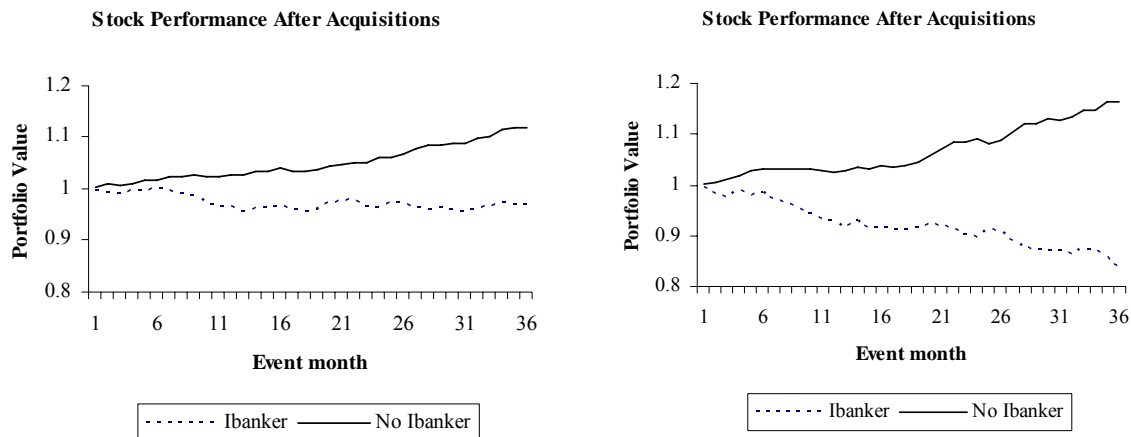 Stock Performance After Acquisitions
1.2
1.1
1
0.9
0.8
Portfolio Value
1 6 11 16 21 26 31 36
Event month
Ibanker No Ibanker
Stock Performance After Acquisitions
1.2
1.1
1
0.9
0.8
Portfolio Value
1 6 11 16 21 26 31 36
Event month
Ibanker No Ibanker